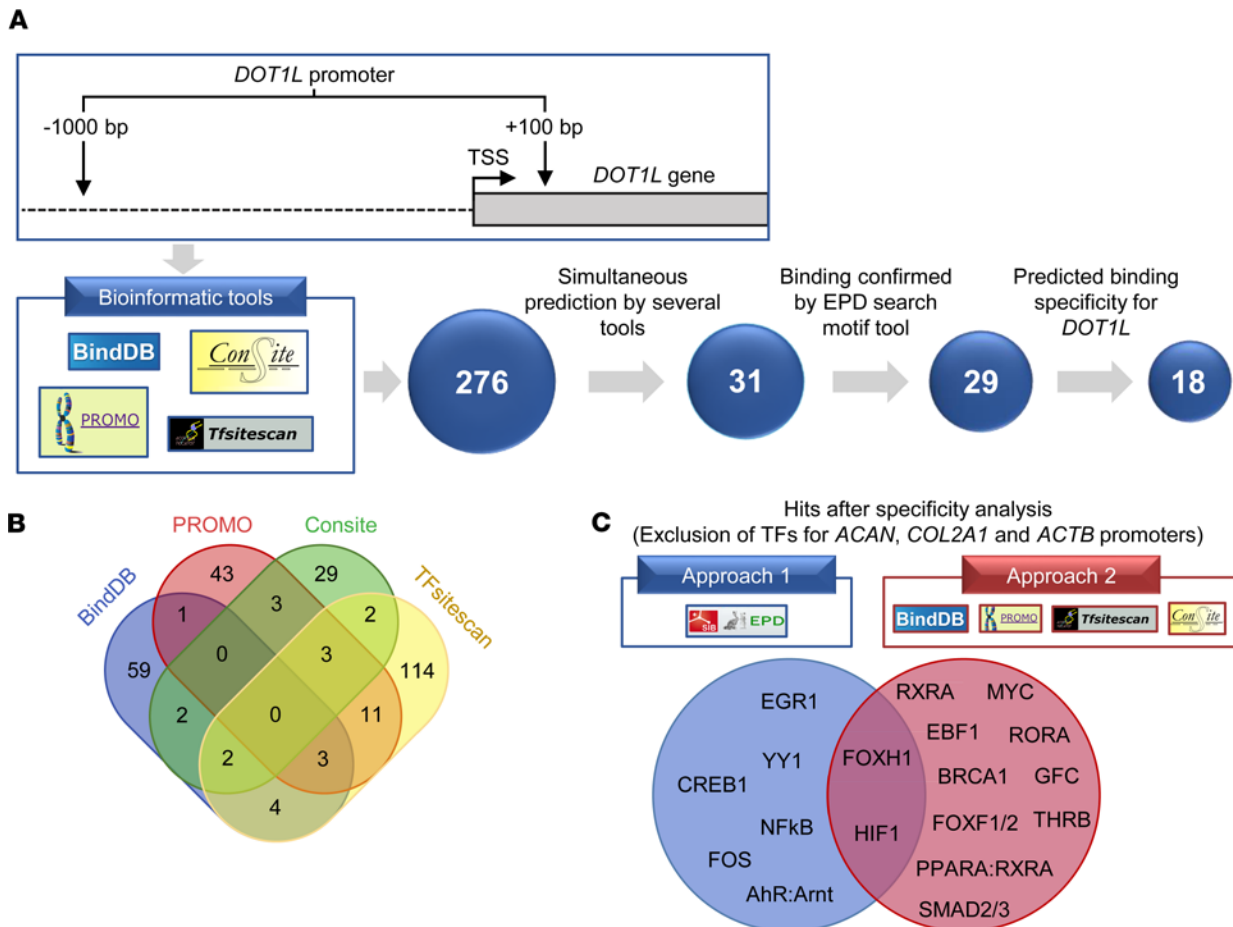 A
DOT1L promoter
-1000 bp
+100 bp
TSS
DOT1L gene
Bioinformatic tools
BindDB
ConSite
PROMO
Tfsitescan
276
Simultaneous
prediction by several
tools
31
Binding confirmed
by EPD search
motif tool
29
Predicted binding
specificity for
DOT1L
18
B
PROMO
Consite
BindDB
TFsitescan
43
29
1
3
2
59
0
3
114
2
0
11
2
3
4
C
Hits after specificity analysis
(Exclusion of TFs for ACAN, COL2A1 and ACTB promoters)
Approach 1
SIB
EPD
Approach 2
BindDB
PROMO
Tfsitescan
ConSite
EGR1
YY1
CREB1
NFkB
FOS
AhR:Arnt
FOXH1
HIF1
RXRA
MYC
EBF1
RORA
BRCA1
GFC
FOXF1/2
THRB
PPARA:RXRA
SMAD2/3